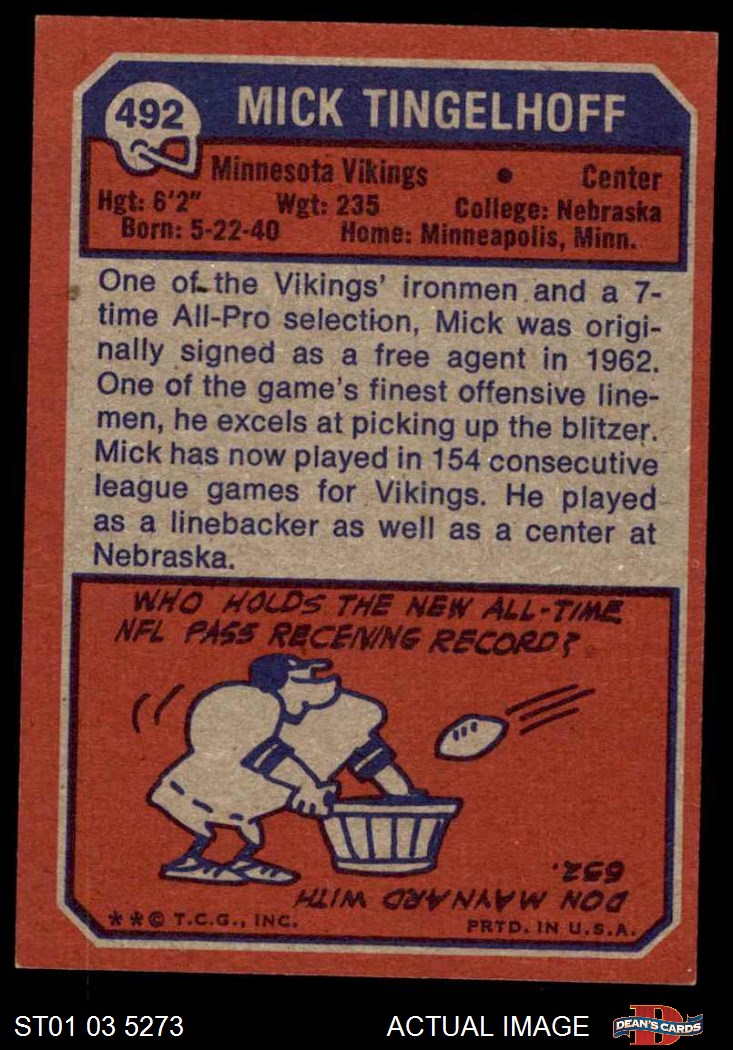 492
MICK TINGELHOFF
Minnesota Vikings • Center
Hgt: 6'2" Wgt: 235 College: Nebraska
Born: 5-22-40 Home: Minneapolis, Minn.
One of the Vikings' ironmen and a 7-
time All-Pro selection, Mick was origi-
nally signed as a free agent in 1962.
One of the game's finest offensive line-
men, he excels at picking up the blitzer.
Mick has now played in 154 consecutive
league games for Vikings. He played
as a linebacker as well as a center at
Nebraska.
WHO HOLDS THE NEW ALL-TIME
NFL PASS RECEIVING RECORD?
DON MAYNARD WITH
632.
**© T.C.G., INC. PRTD. IN U.S.A.
ST01 03 5273 ACTUAL IMAGE DEAN'S CARDS